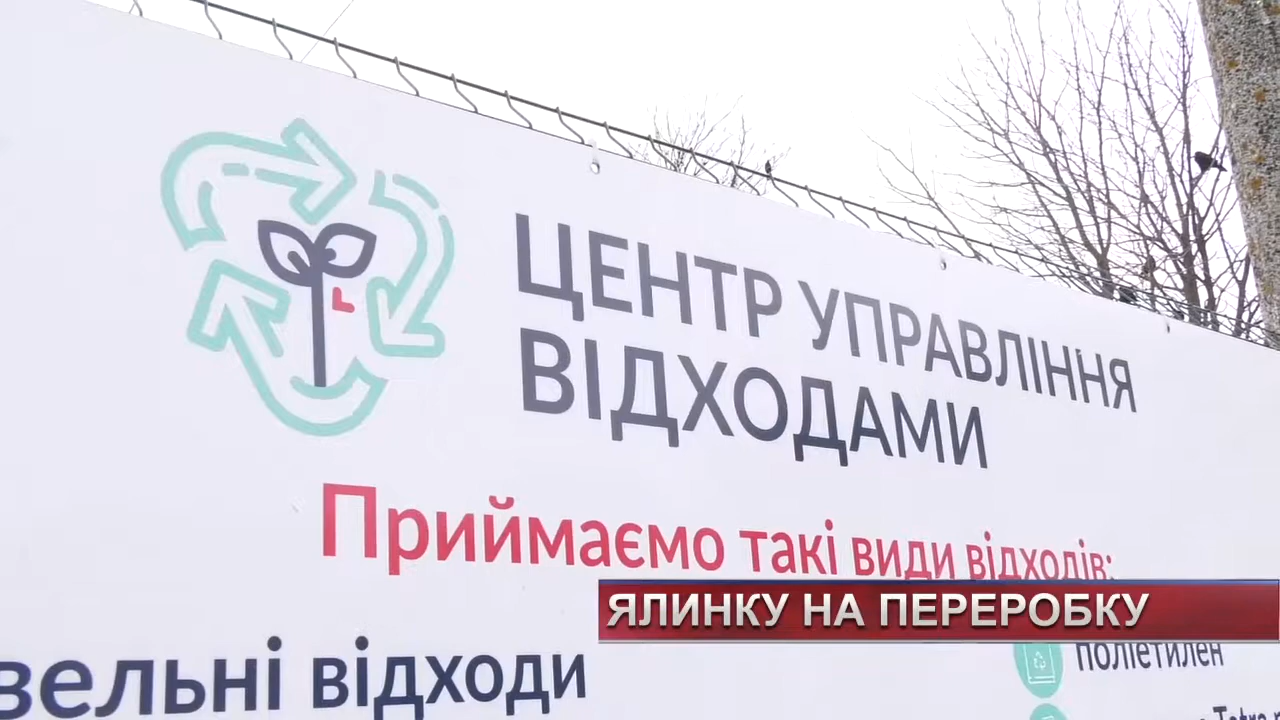 ЦЕНТР УПРАВЛІННЯ
ВІДХОДАМИ
Приймаємо такі види відходів:
ЯЛИНКУ НА ПЕРЕРОБКУ
вельні відходи
поліетилен